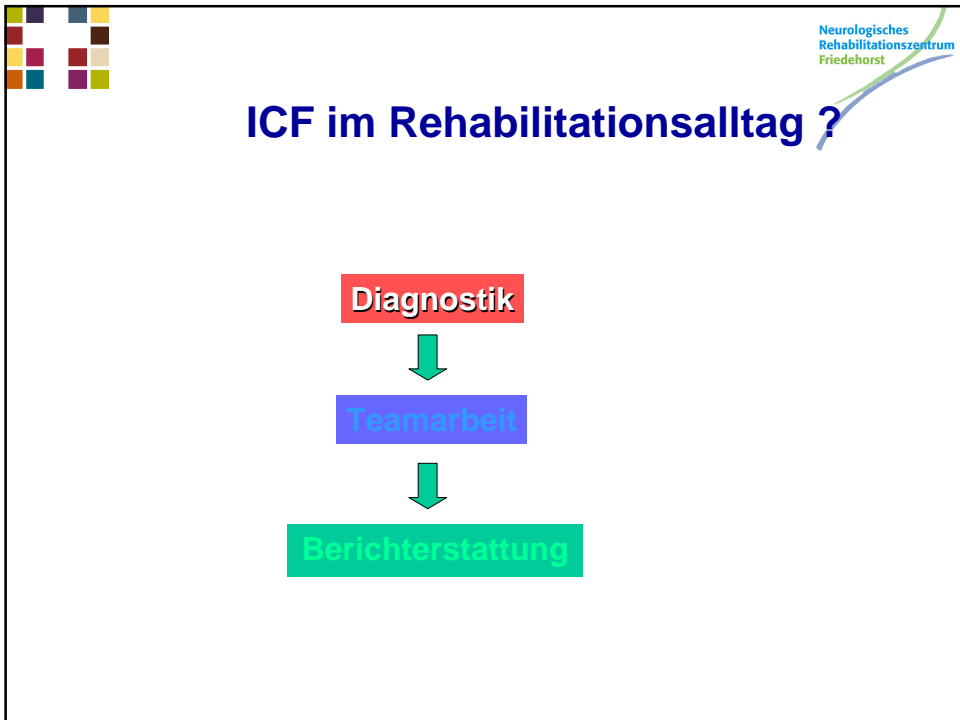 Neurologisches
Rehabilitationszentrum
Friedehorst
ICF im Rehabilitationsalltag ?
Diagnostik
Teamarbeit
Berichterstattung